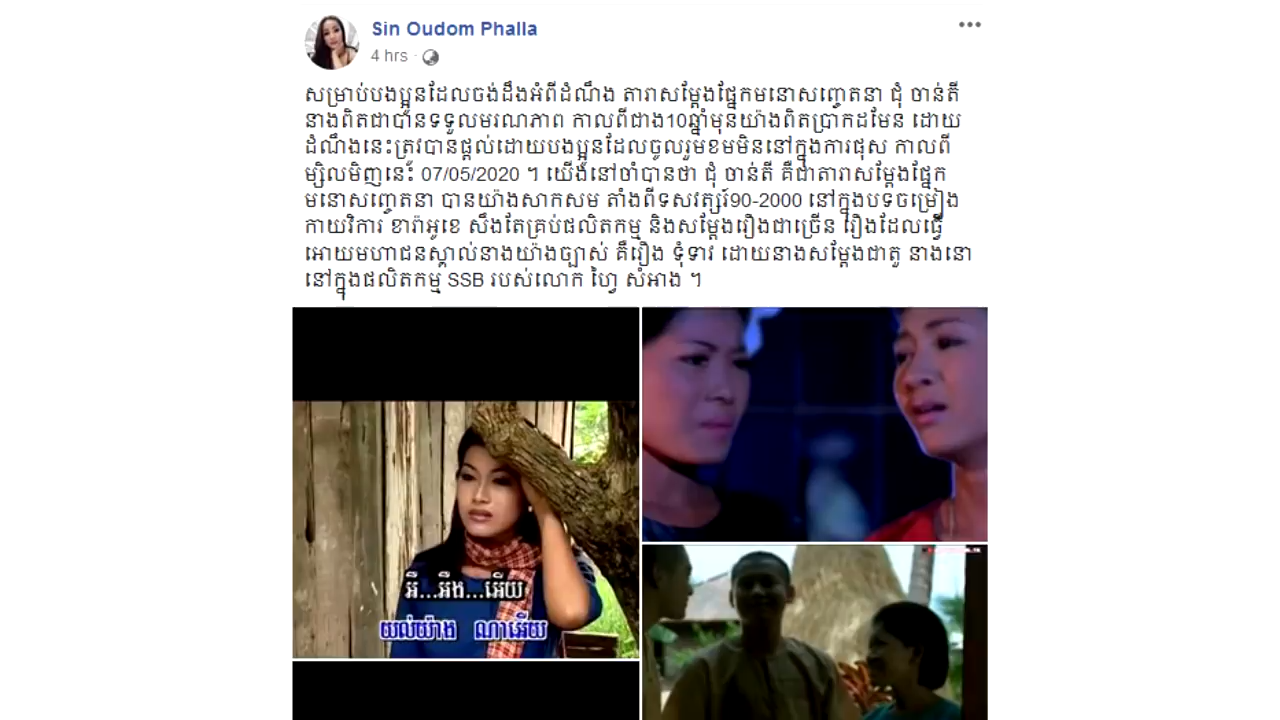 Sin Oudom Phalla
4 hrs ·
សម្រាប់បងប្អូនដែលចង់ដឹងអំពីដំណឹង តារាសម្តែងផ្នែកមនោសញ្ចេតនា ជុំ ចាន់តី
នាងពិតជាបានទទួលមរណភាព កាលពីជាង10ឆ្នាំមុនយ៉ាងពិតប្រាកដមែន ដោយ
ដំណឹងនេះត្រូវបានផ្តល់ដោយបងប្អូនដែលចូលរួមខមមិននៅក្នុងការផុស កាលពី
ម្សិលមិញនេះ 07/05/2020 ។ យើងនៅចាំបានថា ជុំ ចាន់តី គឺជាតារាសម្តែងផ្នែក
មនោសញ្ចេតនា បានយ៉ាងសាកសម តាំងពីទសវត្សរ៍90-2000 នៅក្នុងបទចម្រៀង
កាយវិការ ខារ៉ាអូខេ សឹងតែគ្រប់ផលិតកម្ម និងសម្តែងរឿងជាច្រើន រឿងដែលធ្វើ
អោយមហាជនស្គាល់នាងយ៉ាងច្បាស់ គឺរឿង ទុំទាវ ដោយនាងសម្តែងជាតួ នាងនោ
នៅក្នុងផលិតកម្ម SSB របស់លោក ហ្វៃ សំអាង ។
អឺ...អឺង...អើយ
យល់យ៉ាង ណាអើយ